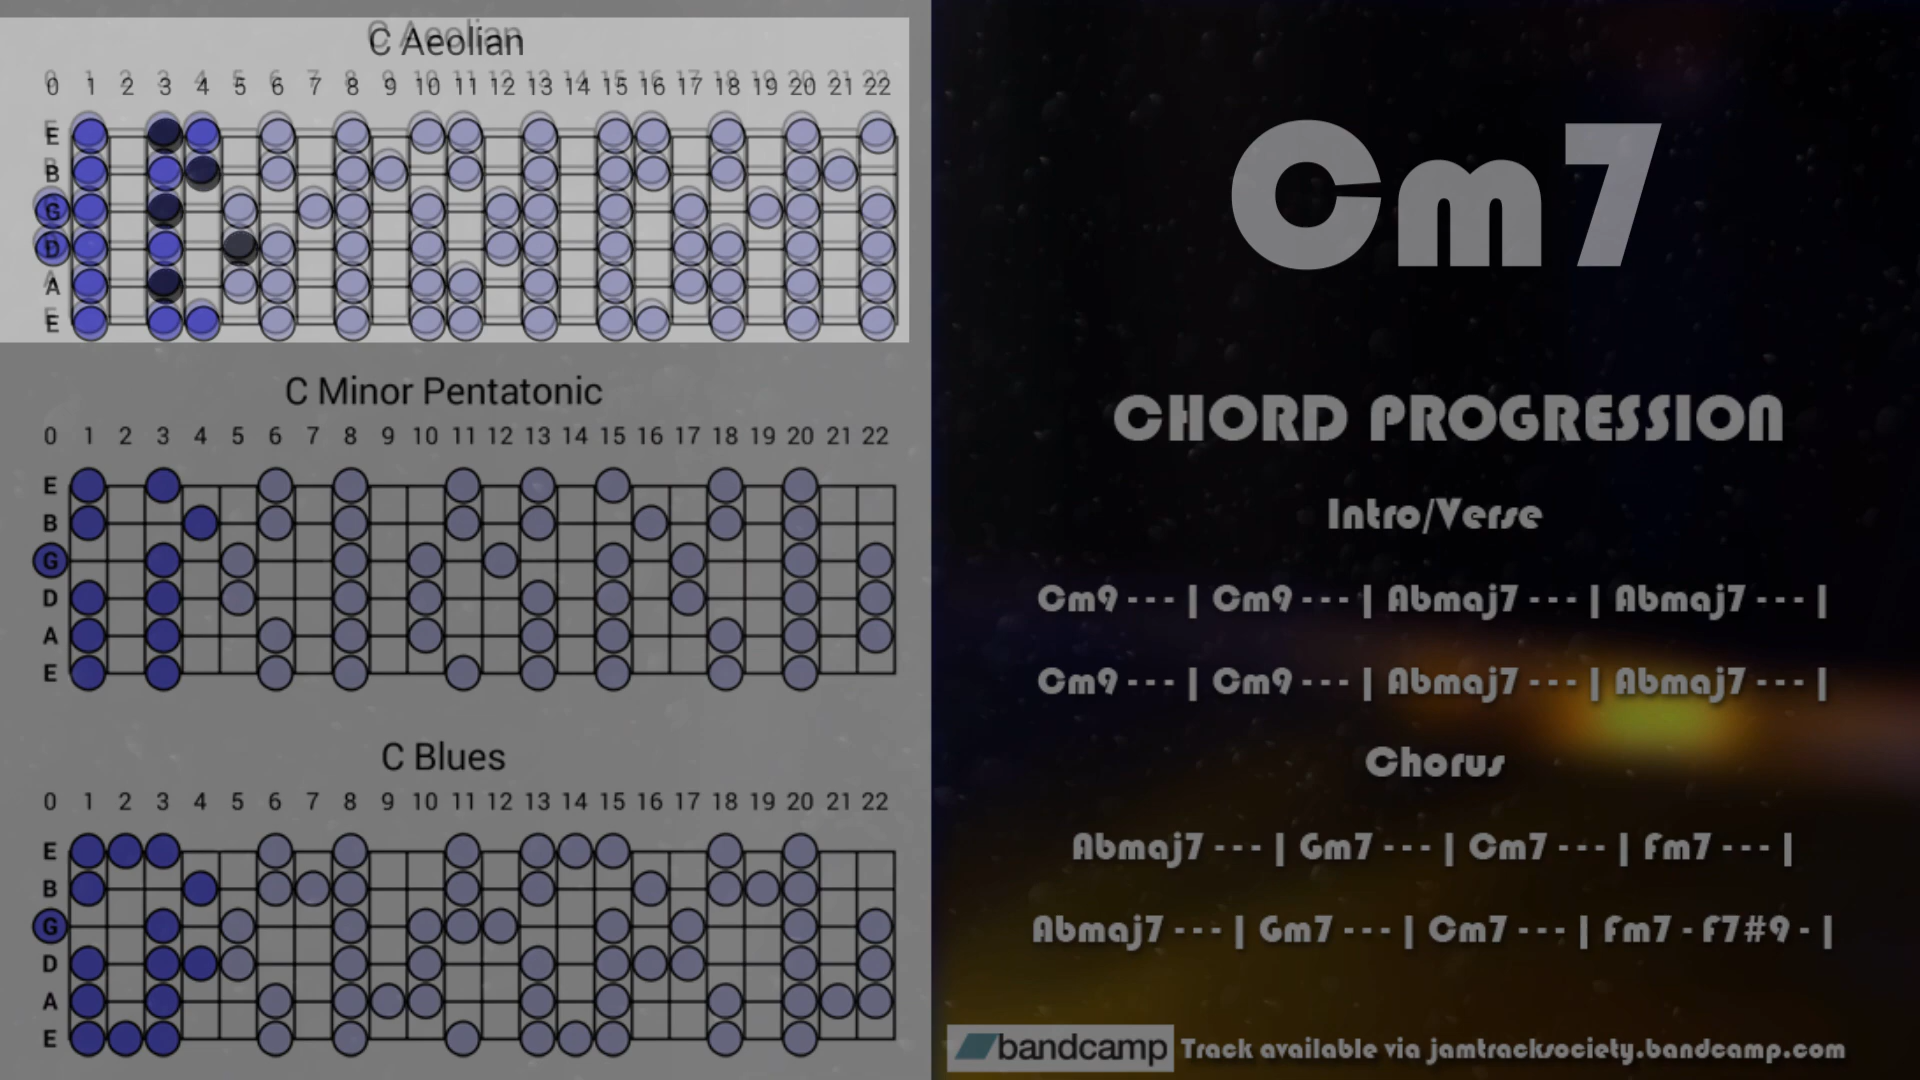 C Aeolian
0 1 2 3 4 5 6 7 8 9 10 11 12 13 14 15 16 17 18 19 20 21 22
E
B
G
D
A
E
C Minor Pentatonic
0 1 2 3 4 5 6 7 8 9 10 11 12 13 14 15 16 17 18 19 20 21 22
E
B
G
D
A
E
C Blues
0 1 2 3 4 5 6 7 8 9 10 11 12 13 14 15 16 17 18 19 20 21 22
E
B
G
D
A
E
Cm7
CHORD PROGRESSION
Intro/Verse
Cm9 - - - | Cm9 - - - | Abmaj7 - - - | Abmaj7 - - - |
Cm9 - - - | Cm9 - - - | Abmaj7 - - - | Abmaj7 - - - |
Chorus
Abmaj7 - - - | Gm7 - - - | Cm7 - - - | Fm7 - - - |
Abmaj7 - - - | Gm7 - - - | Cm7 - - - | Fm7 - F7#9 - |
bandcamp Track available via jamtracksociety.bandcamp.com